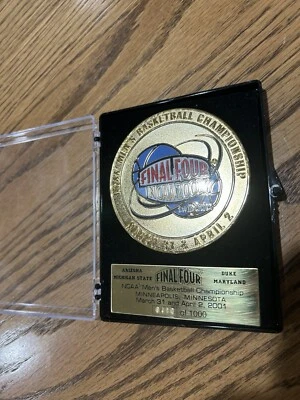 MEN'S BASKETBALL CHAMPIONSHIP
FINAL FOUR
MARCH 31 & APRIL 2
ARIZONA DUKE
MICHIGAN STATE FINAL FOUR MARYLAND
NCAA Men's Basketball Championship
MINNEAPOLIS, MINNESOTA
March 31 and April 2, 2001
of 1000